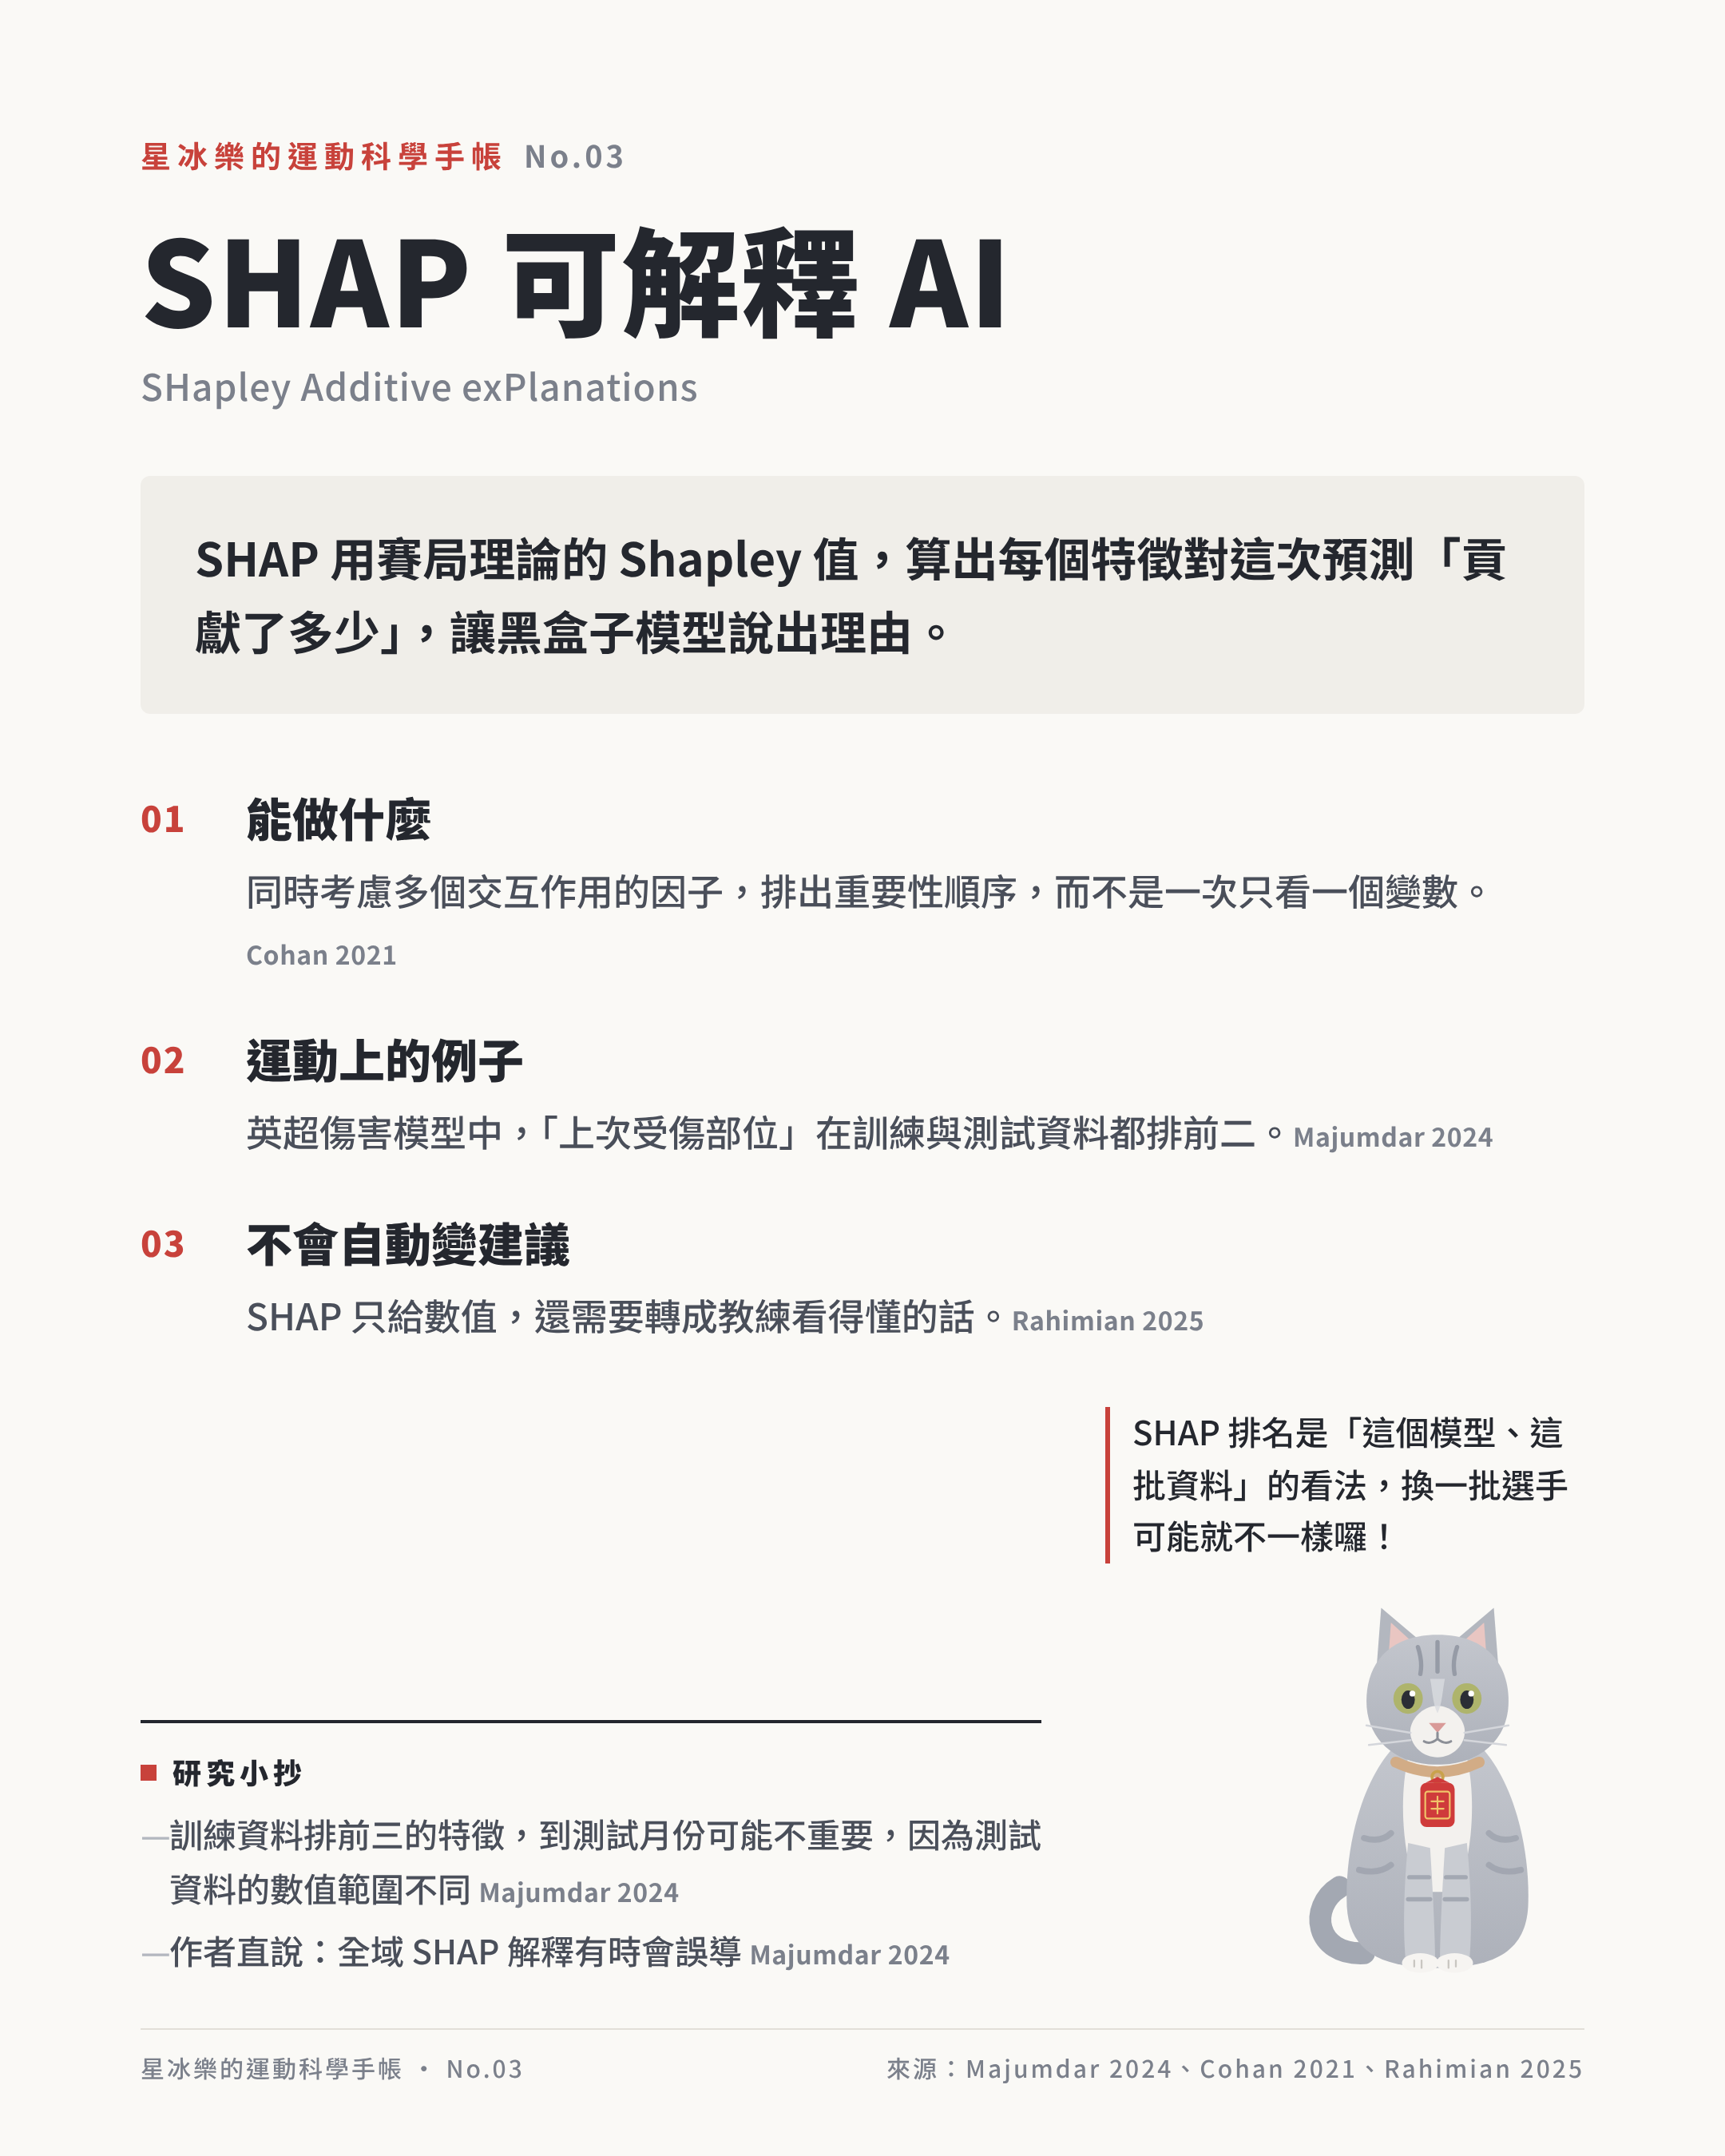 星冰樂的運動科學手帳 No.03
SHAP 可解釋 AI
SHapley Additive exPlanations
SHAP 用賽局理論的 Shapley 值，算出每個特徵對這次預測「貢
獻了多少」，讓黑盒子模型說出理由。
01 能做什麼
同時考慮多個交互作用的因子，排出重要性順序，而不是一次只看一個變數。
Cohan 2021
02 運動上的例子
英超傷害模型中，「上次受傷部位」在訓練與測試資料都排前二。Majumdar 2024
03 不會自動變建議
SHAP 只給數值，還需要轉成教練看得懂的話。Rahimian 2025
SHAP 排名是「這個模型、這
批資料」的看法，換一批選手
可能就不一樣囉！
研究小抄
—訓練資料排前三的特徵，到測試月份可能不重要，因為測試
資料的數值範圍不同 Majumdar 2024
—作者直說：全域 SHAP 解釋有時會誤導 Majumdar 2024
星冰樂的運動科學手帳 · No.03
來源：Majumdar 2024、Cohan 2021、Rahimian 2025